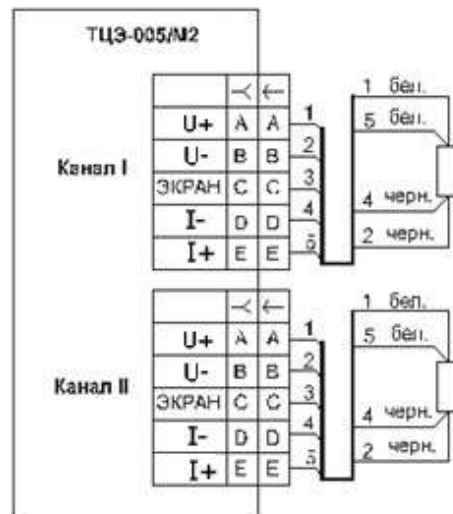 ТЦЭ-005/М2
Канал I
U+ A A 1
U- B B 2
ЭКРАН C C 3
I- D D 4
I+ E E 5
1 бел.
5 бел.
4 черн.
2 черн.
Канал II
U+ A A 1
U- B B 2
ЭКРАН C C 3
I- D D 4
I+ E E 5
1 бел.
5 бел.
4 черн.
2 черн.